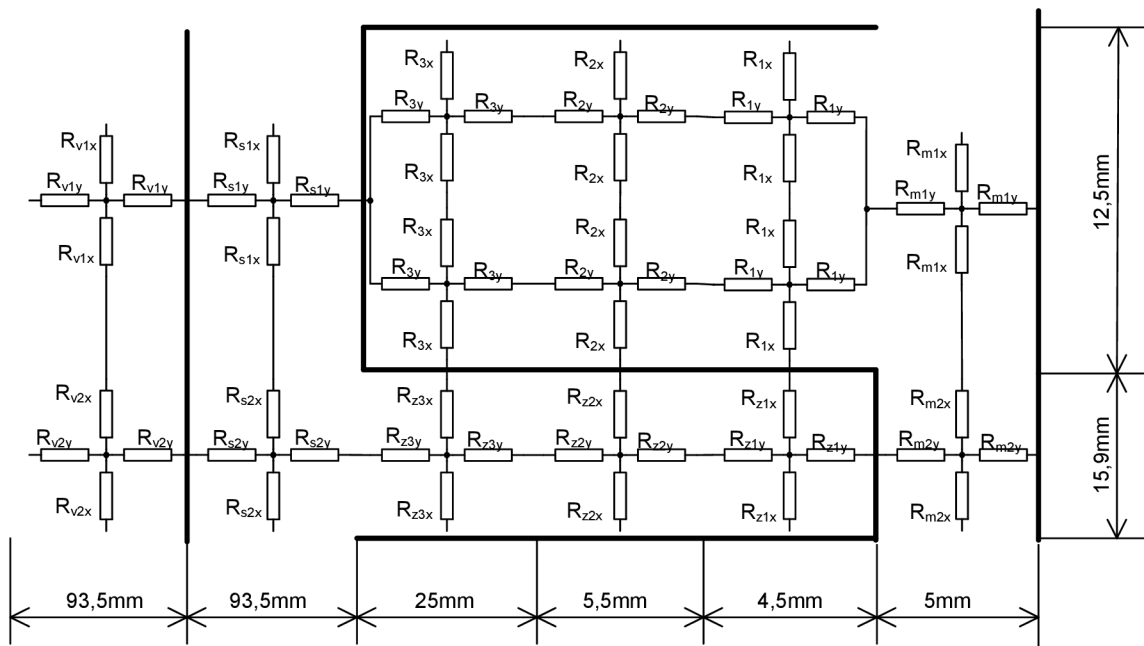 R3x R2x R1x
R3y R3y R2y R2y R1y R1y
Rv1x Rs1x Rm1x
R3x R2x R1x
Rv1y Rv1y Rs1y Rs1y Rm1y Rm1y
12,5mm
Rv1x Rs1x R3x R2x R1x Rm1x
R3y R3y R2y R2y R1y R1y
R3x R2x R1x
Rv2x Rs2x Rz3x Rz2x Rz1x Rm2x
Rv2y Rv2y Rs2y Rs2y Rz3y Rz3y Rz2y Rz2y Rz1y Rz1y Rm2y Rm2y
15,9mm
Rv2x Rs2x Rz3x Rz2x Rz1x Rm2x
93,5mm 93,5mm 25mm 5,5mm 4,5mm 5mm